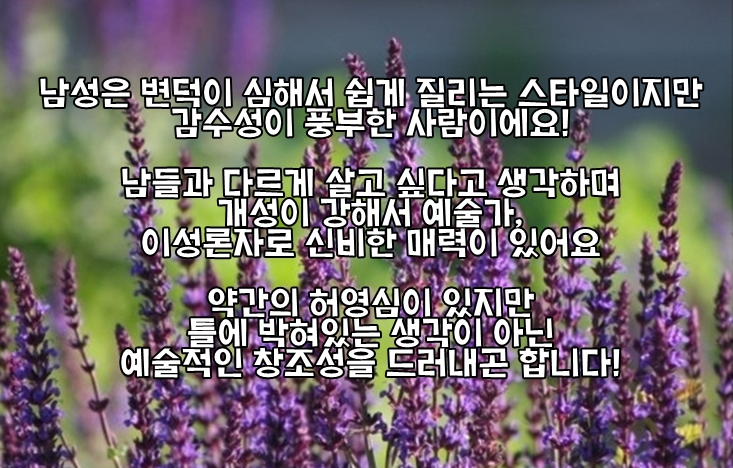 남성은 변덕이 심해서 쉽게 질리는 스타일이지만
감수성이 풍부한 사람이에요!
남들과 다르게 살고 싶다고 생각하며
개성이 강해서 예술가,
이성론자로 신비한 매력이 있어요
약간의 허영심이 있지만
틀에 박혀있는 생각이 아닌
예술적인 창조성을 드러내곤 합니다!